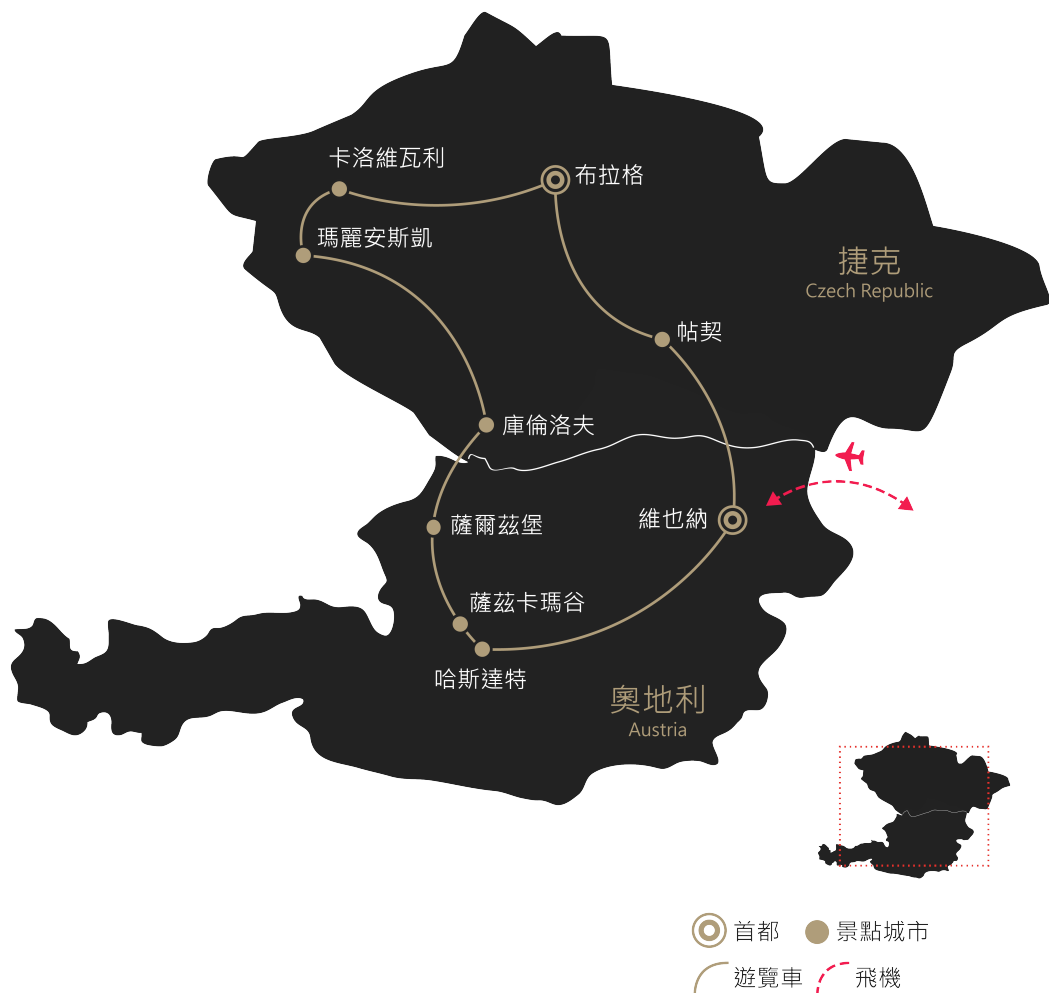 卡洛維瓦利
布拉格
瑪麗安斯凱
捷克
Czech Republic
帖契
庫倫洛夫
維也納
薩爾茲堡
薩茲卡瑪谷
哈斯達特
奧地利
Austria
首都
景點城市
遊覽車
飛機